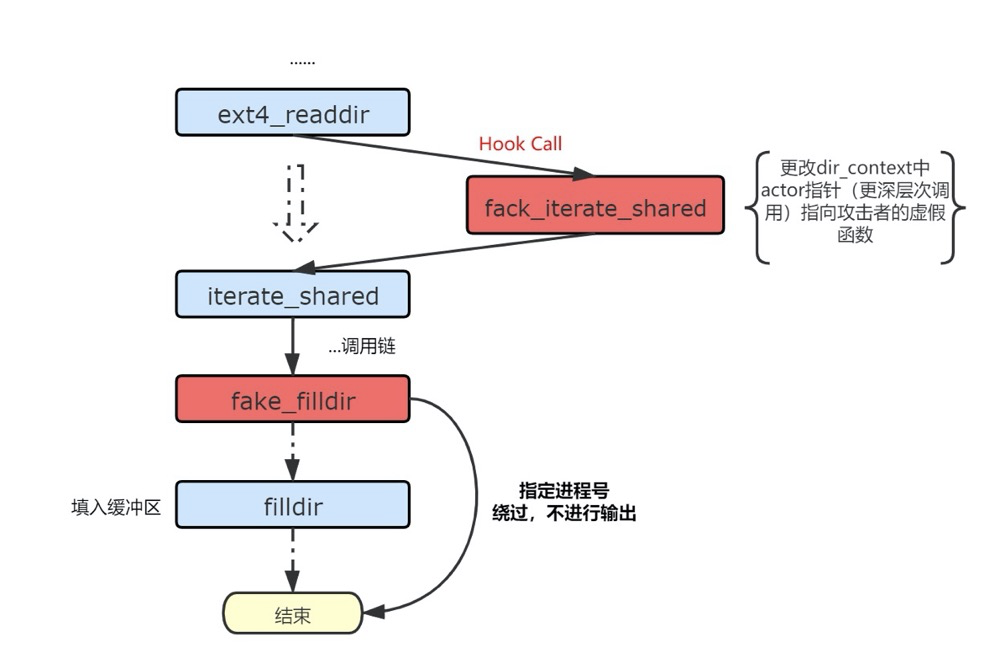 ......
ext4_readdir
Hook Call
fack_iterate_shared
更改dir_context中
actor指针（更深层次调
用）指向攻击者的虚假
函数
iterate_shared
...调用链
fake_filldir
填入缓冲区
filldir
指定进程号
绕过，不进行输出
结束